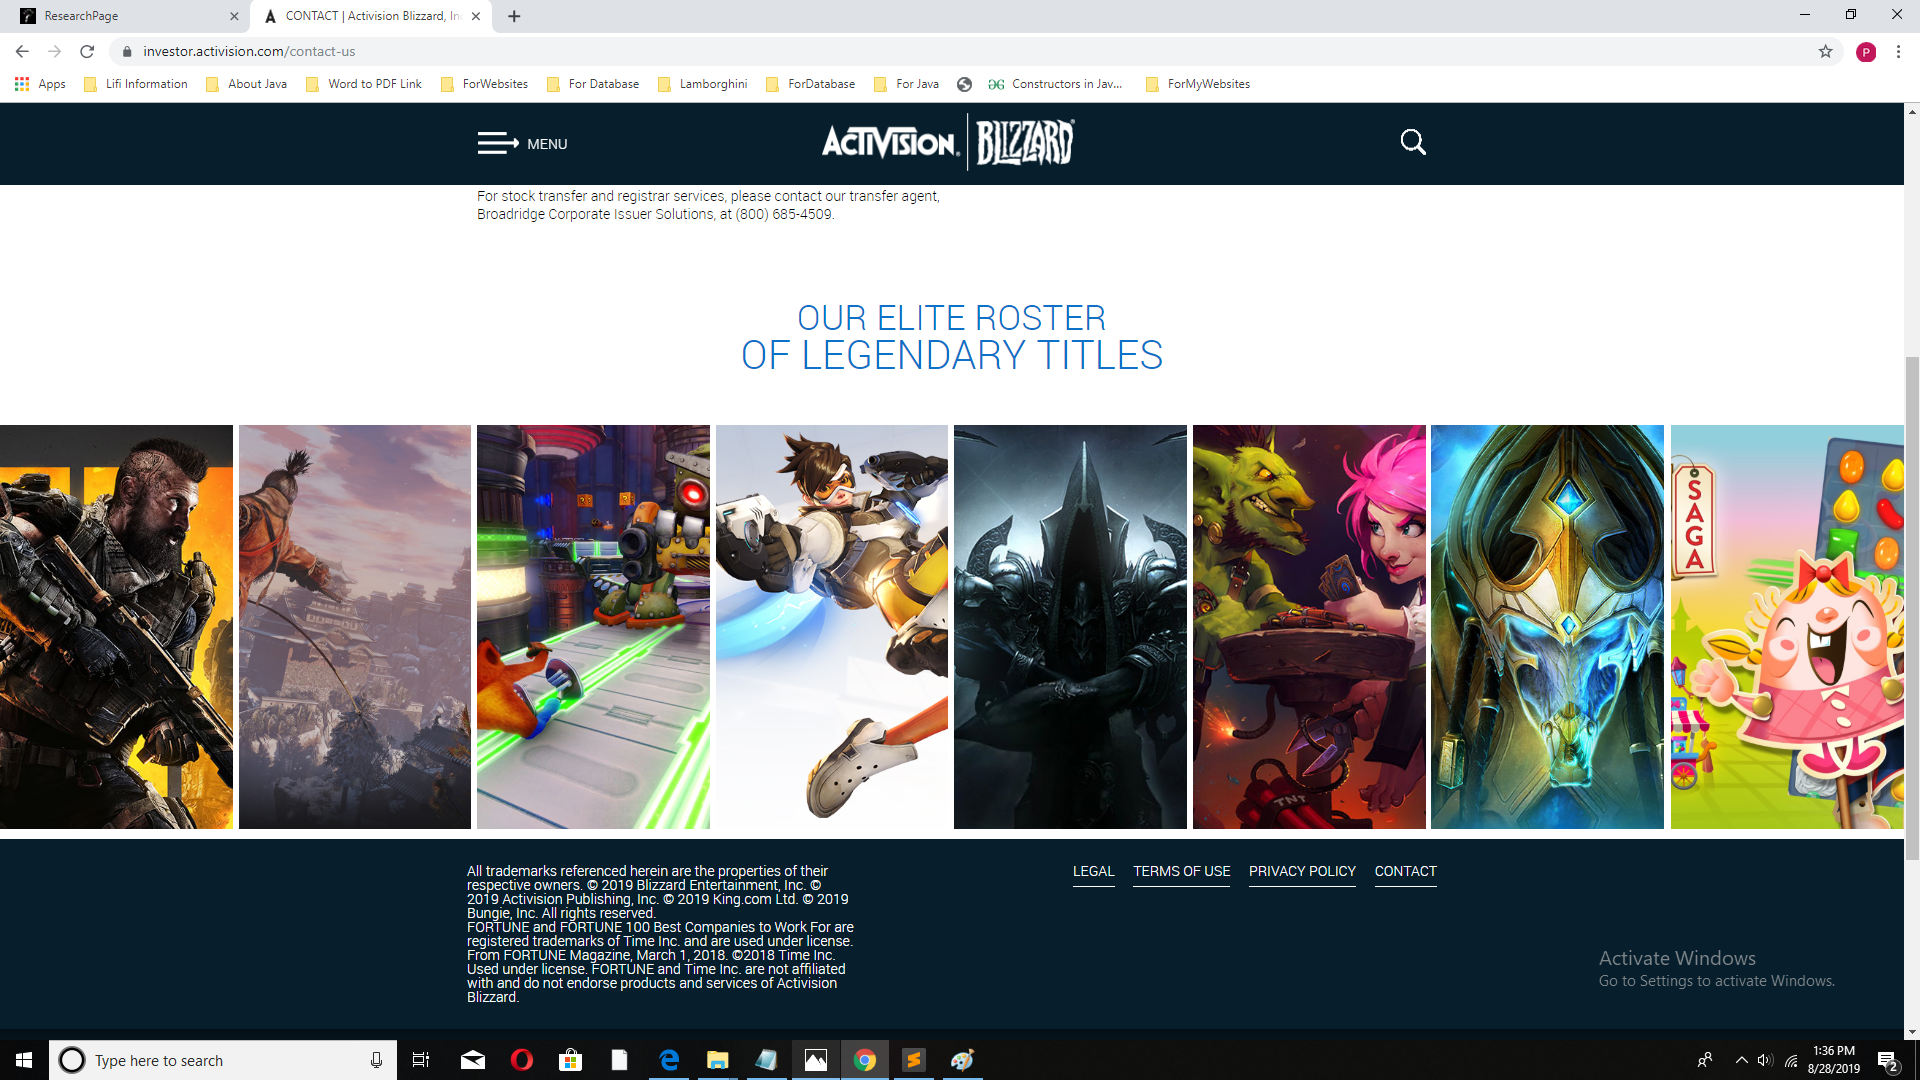 ResearchPage
CONTACT | Activision Blizzard, In
investor.activision.com/contact-us
P
Apps
Lifi Information
About Java
Word to PDF Link
ForWebsites
For Database
Lamborghini
ForDatabase
For Java
Constructors in Jav...
ForMyWebsites
MENU
ACTIVISION
BLIZZARD
For stock transfer and registrar services, please contact our transfer agent,
Broadridge Corporate Issuer Solutions, at (800) 685-4509.
OUR ELITE ROSTER
OF LEGENDARY TITLES
SAGA
TNT
All trademarks referenced herein are the properties of their
respective owners. © 2019 Blizzard Entertainment, Inc. ©
2019 Activision Publishing, Inc. © 2019 King.com Ltd. © 2019
Bungie, Inc. All rights reserved.
FORTUNE and FORTUNE 100 Best Companies to Work For are
registered trademarks of Time Inc. and are used under license.
From FORTUNE Magazine, March 1, 2018. ©2018 Time Inc.
Used under license. FORTUNE and Time Inc. are not affiliated
with and do not endorse products and services of Activision
Blizzard.
LEGAL
TERMS OF USE
PRIVACY POLICY
CONTACT
Activate Windows
Go to Settings to activate Windows.
Type here to search
1:36 PM
8/28/2019
2